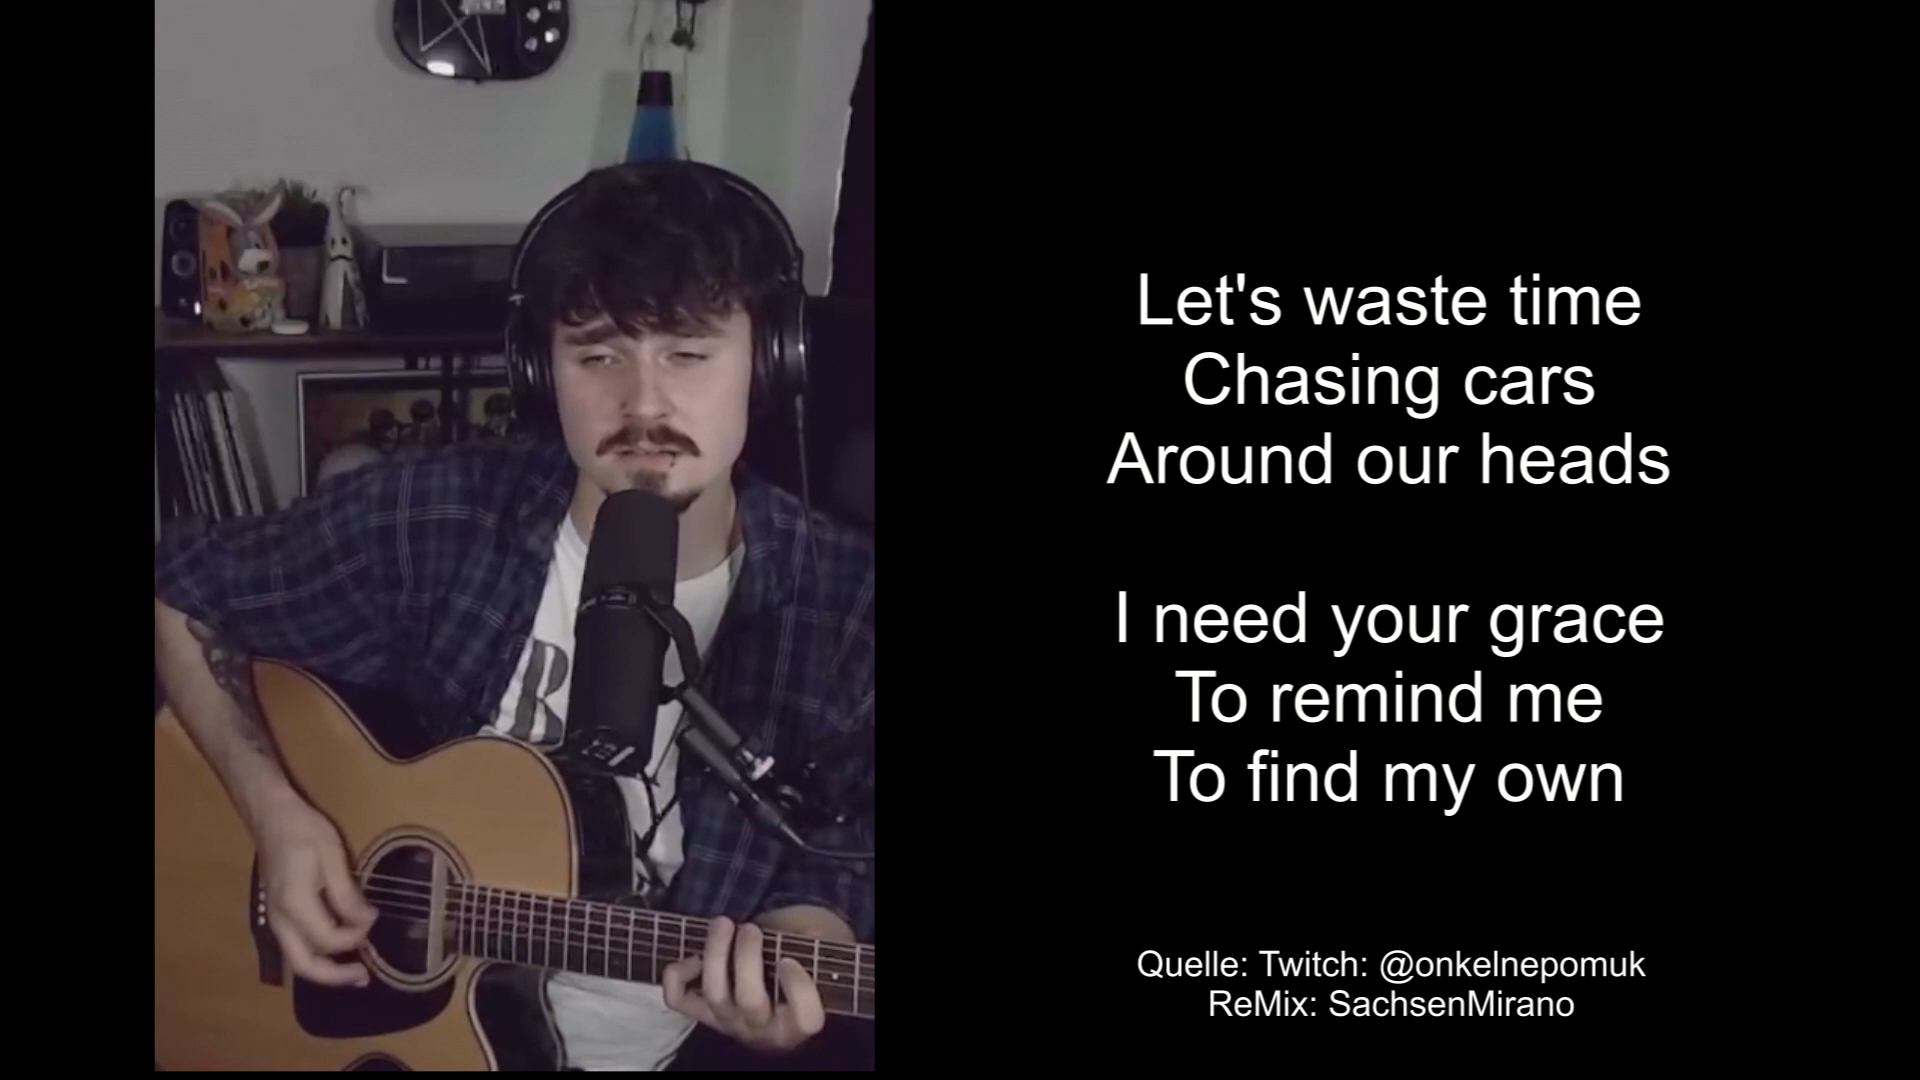 Let's waste time
Chasing cars
Around our heads
I need your grace
To remind me
To find my own
Quelle: Twitch: @onkelnepomuk
ReMix: SachsenMirano